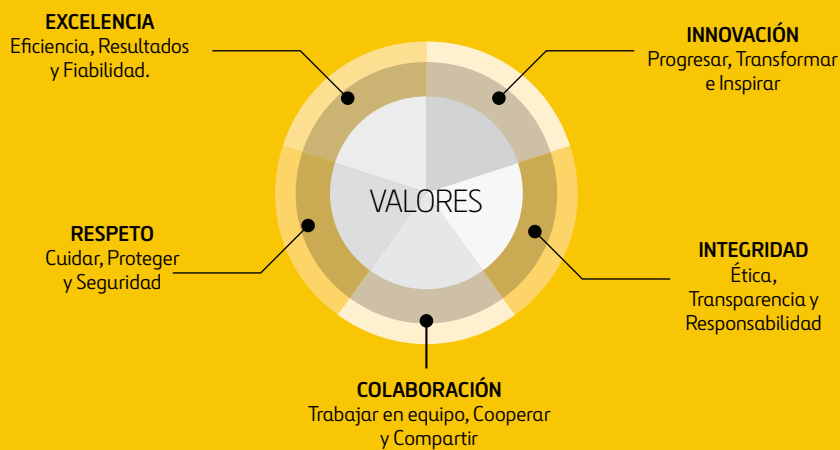 EXCELENCIA
Eficiencia, Resultados
y Fiabilidad.
INNOVACIÓN
Progresar, Transformar
e Inspirar
VALORES
RESPETO
Cuidar, Proteger
y Seguridad
INTEGRIDAD
Ética,
Transparencia y
Responsabilidad
COLABORACIÓN
Trabajar en equipo, Cooperar
y Compartir